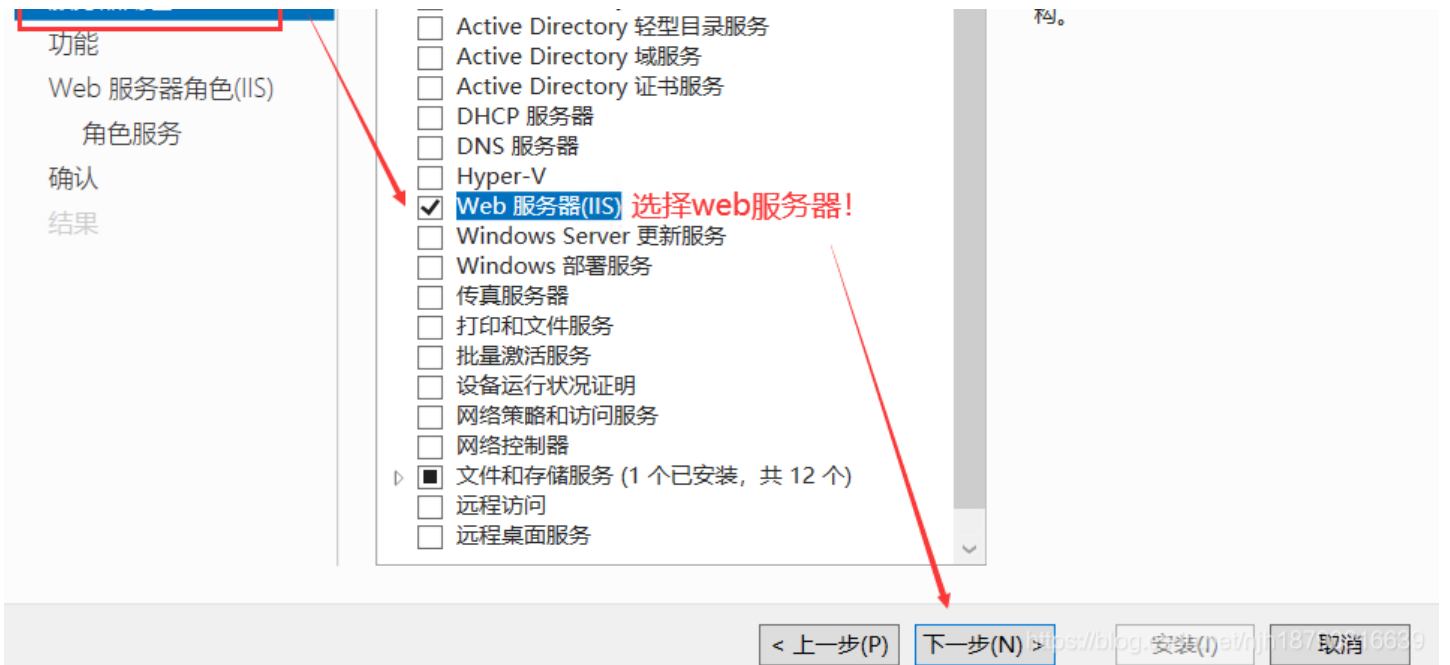 构。
功能
Web 服务器角色(IIS)
角色服务
确认
结果
Active Directory 轻型目录服务
Active Directory 域服务
Active Directory 证书服务
DHCP 服务器
DNS 服务器
Hyper-V
Web 服务器(IIS) 选择web服务器!
Windows Server 更新服务
Windows 部署服务
传真服务器
打印和文件服务
批量激活服务
设备运行状况证明
网络策略和访问服务
网络控制器
文件和存储服务 (1 个已安装，共 12 个)
远程访问
远程桌面服务
< 上一步(P) 下一步(N) > 安装(I) 取消